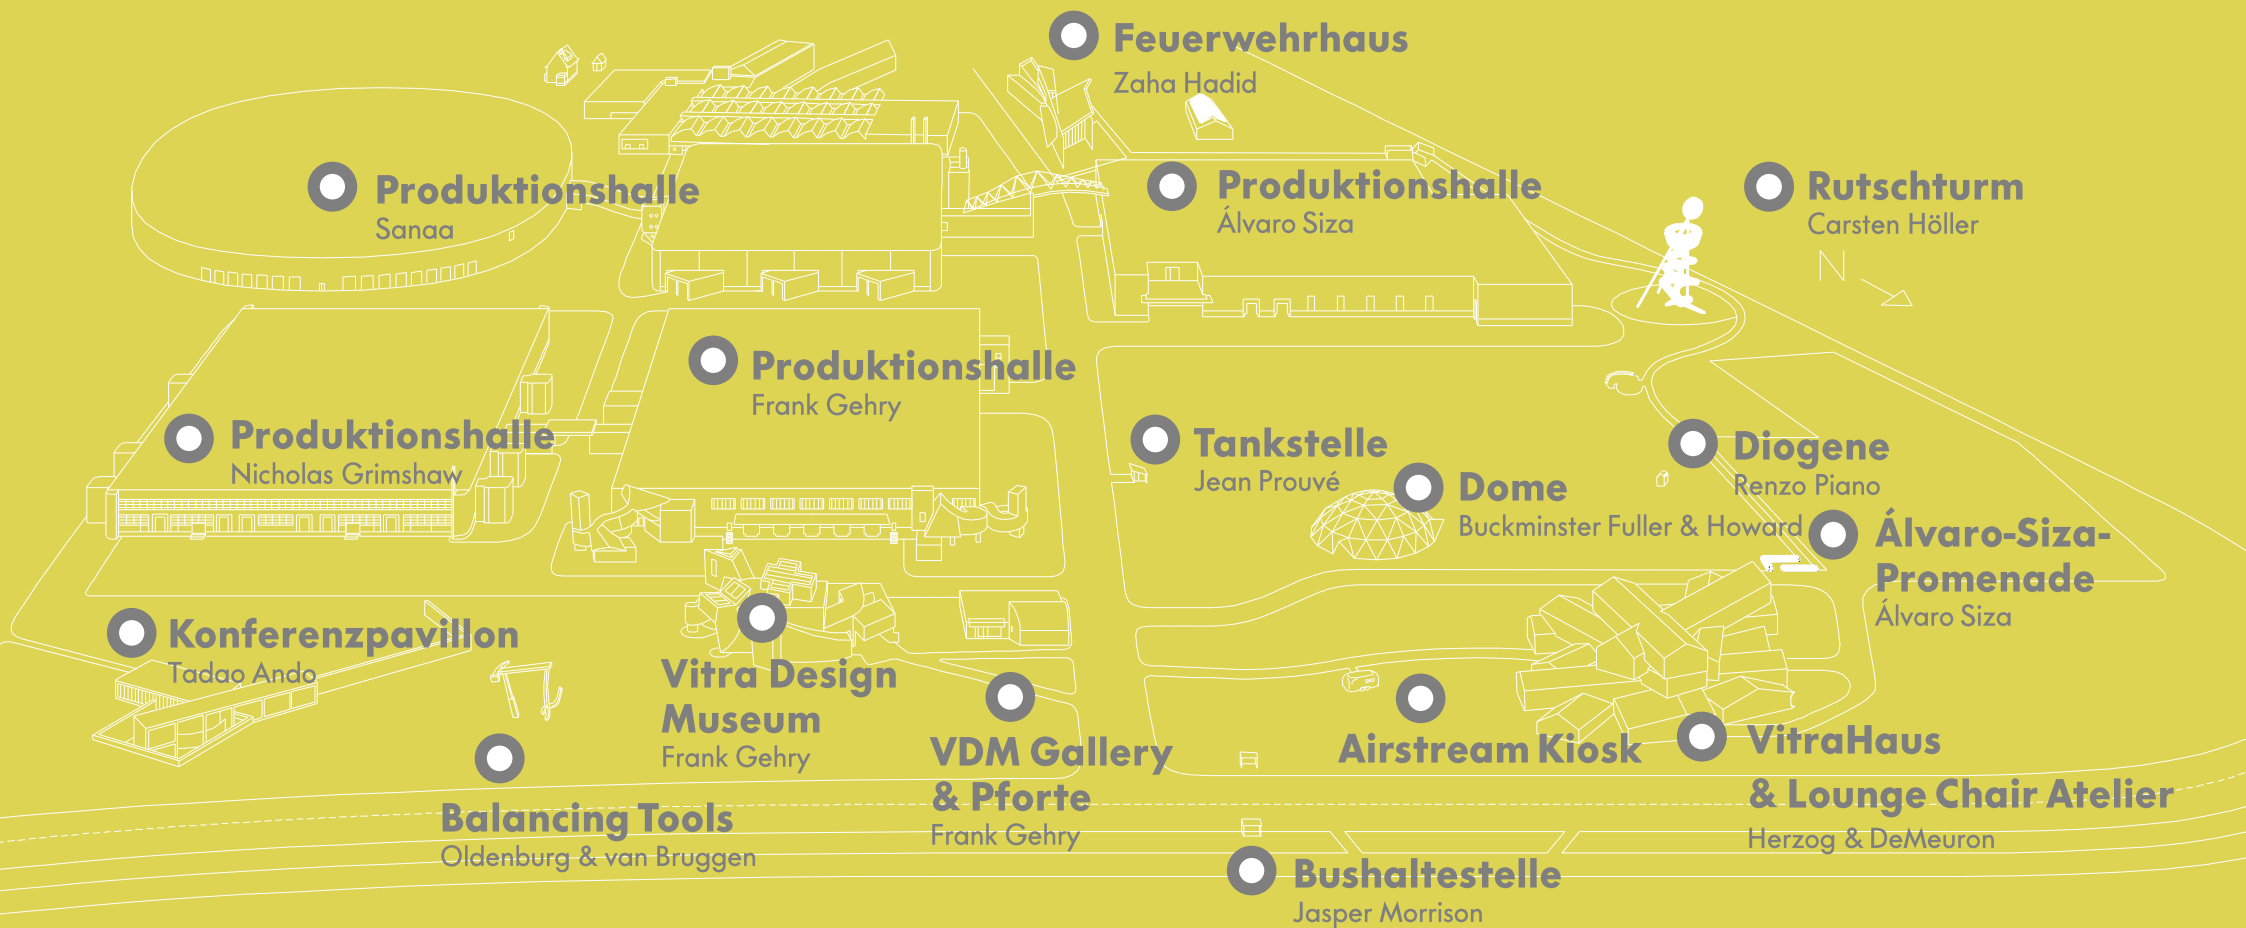 Feuerwehrhaus
Zaha Hadid
Produktionshalle
Sanaa
Produktionshalle
Álvaro Siza
Rutschturm
Carsten Höller
N
Produktionshalle
Frank Gehry
Produktionshalle
Nicholas Grimshaw
Tankstelle
Jean Prouvé
Diogene
Renzo Piano
Dome
Buckminster Fuller & Howard
Álvaro-Siza-
Promenade
Álvaro Siza
Konferenzpavillon
Tadao Ando
Vitra Design
Museum
Frank Gehry
VDM Gallery
& Pforte
Frank Gehry
Airstream Kiosk
VitraHaus
& Lounge Chair Atelier
Herzog & DeMeuron
Balancing Tools
Oldenburg & van Bruggen
Bushaltestelle
Jasper Morrison